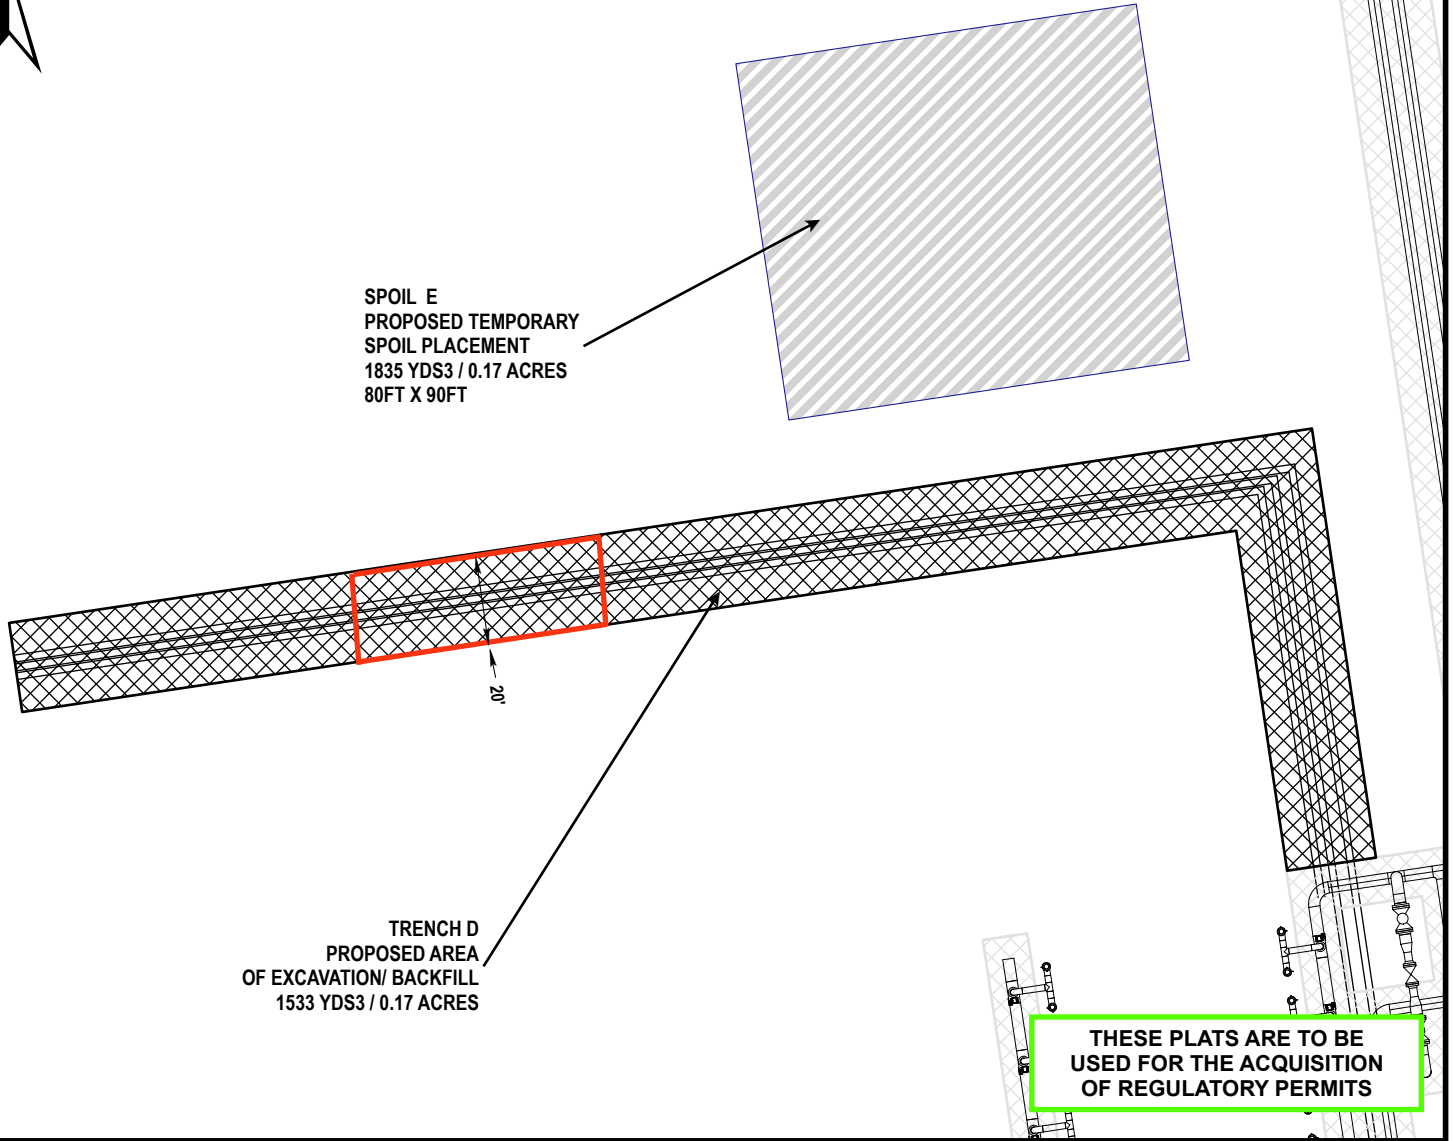 SPOIL E
PROPOSED TEMPORARY
SPOIL PLACEMENT
1835 YDS3 / 0.17 ACRES
80FT X 90FT
20'
TRENCH D
PROPOSED AREA
OF EXCAVATION/ BACKFILL
1533 YDS3 / 0.17 ACRES
THESE PLATS ARE TO BE
USED FOR THE ACQUISITION
OF REGULATORY PERMITS